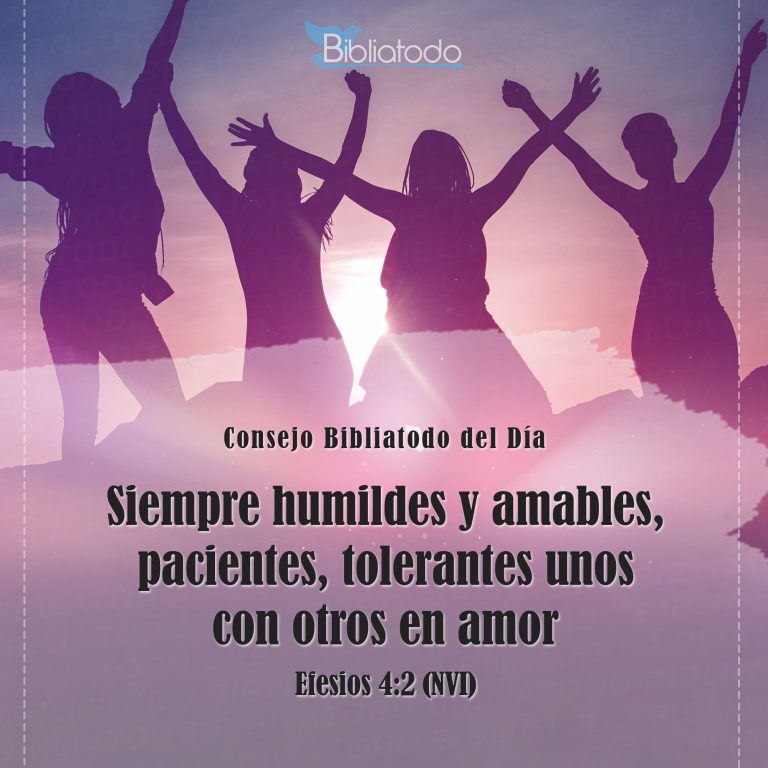 Bibliatodo
Consejo Bibliatodo del Día
Siempre humildes y amables,
pacientes, tolerantes unos
con otros en amor
Efesios 4:2 (NVI)